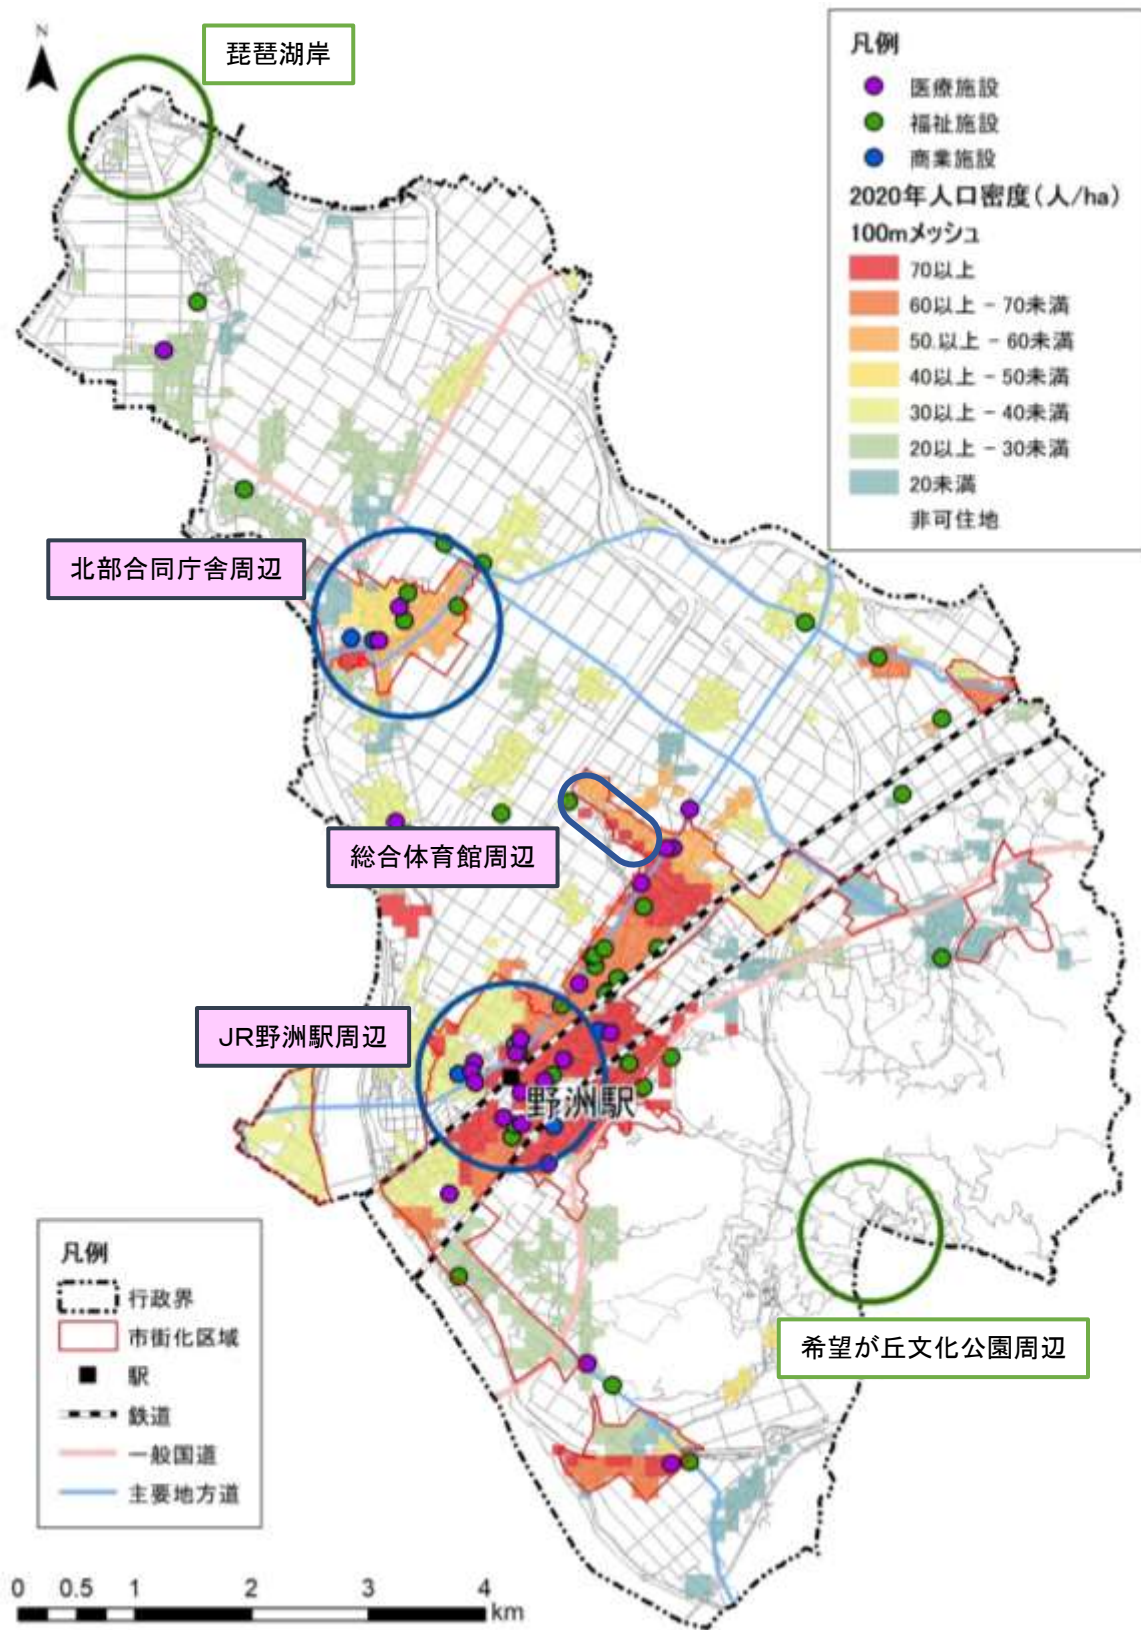 N
琵琶湖岸
凡例
医療施設
福祉施設
商業施設
2020年人口密度(人/ha)
100mメッシュ
70以上
60以上 - 70未満
50.以上 - 60未満
40以上 - 50未満
30以上 - 40未満
20以上 - 30未満
20未満
非可住地
北部合同庁舎周辺
総合体育館周辺
JR野洲駅周辺
野洲駅
希望が丘文化公園周辺
凡例
行政界
市街化区域
駅
鉄道
一般国道
主要地方道
0 0.5 1 2 3 4
km